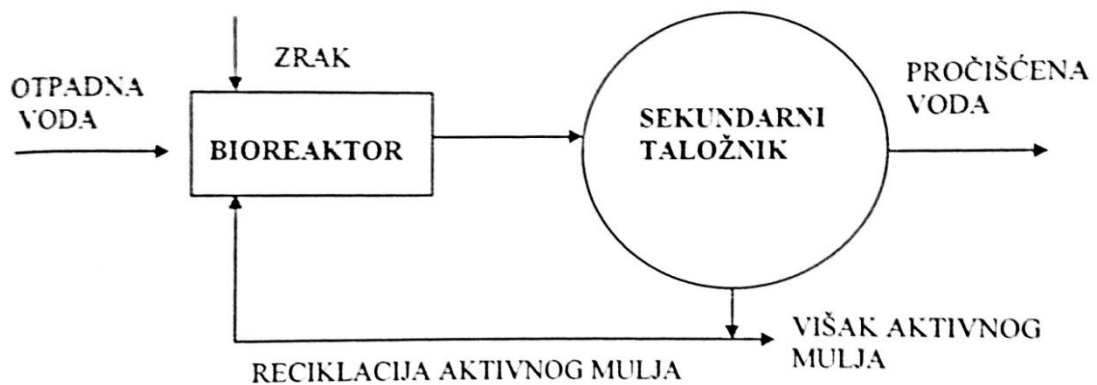 ZRAK
OTPADNA
VODA
BIOREAKTOR
SEKUNDARNI
TALOŽNIK
PROČIŠĆENA
VODA
VIŠAK AKTIVNOG
MULJA
RECIKLACIJA AKTIVNOG MULJA